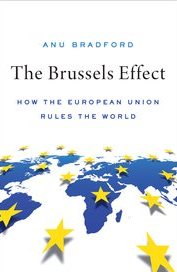 ANU BRADFORD
The Brussels Effect
HOW THE EUROPEAN UNION
RULES THE WORLD